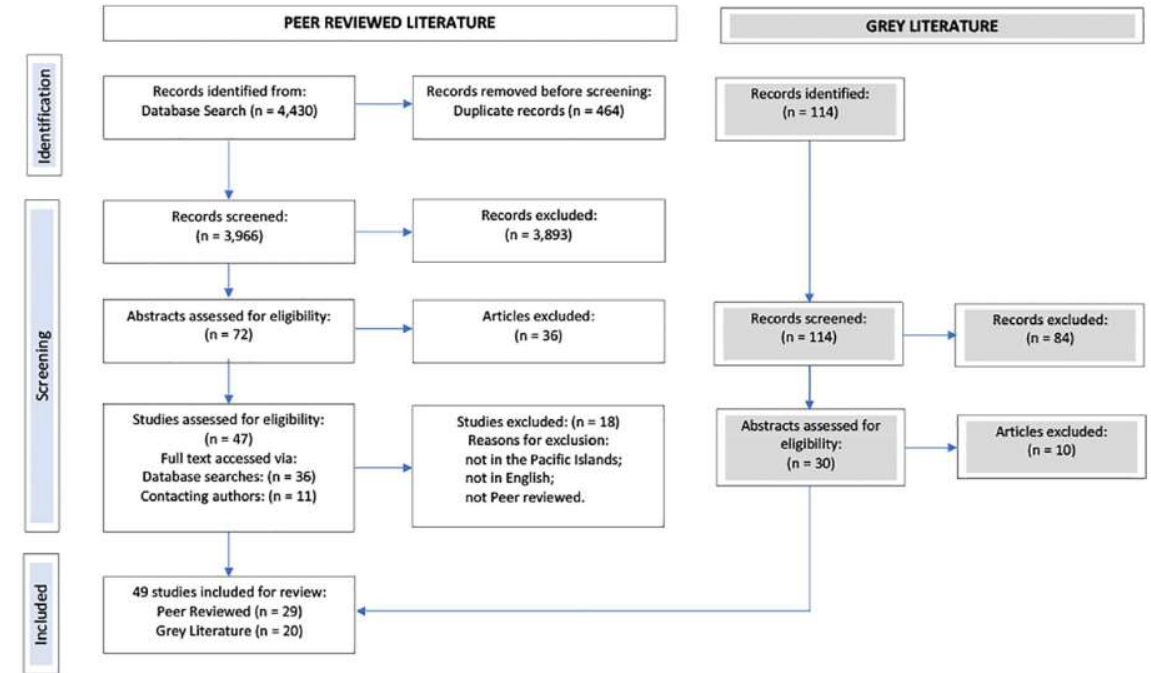 PEER REVIEWED LITERATURE
GREY LITERATURE
Identification
Records identified from:
Database Search (n = 4,430)
Records removed before screening:
Duplicate records (n = 464)
Records identified:
(n = 114)
Screening
Records screened:
(n = 3,966)
Records excluded:
(n = 3,893)
Abstracts assessed for eligibility:
(n = 72)
Articles excluded:
(n = 36)
Records screened:
(n = 114)
Records excluded:
(n = 84)
Studies assessed for eligibility:
(n = 47)
Full text accessed via:
Database searches: (n = 36)
Contacting authors: (n = 11)
Studies excluded: (n = 18)
Reasons for exclusion:
not in the Pacific Islands;
not in English;
not Peer reviewed.
Abstracts assessed for
eligibility:
(n = 30)
Articles excluded:
(n = 10)
Included
49 studies included for review:
Peer Reviewed (n = 29)
Grey Literature (n = 20)